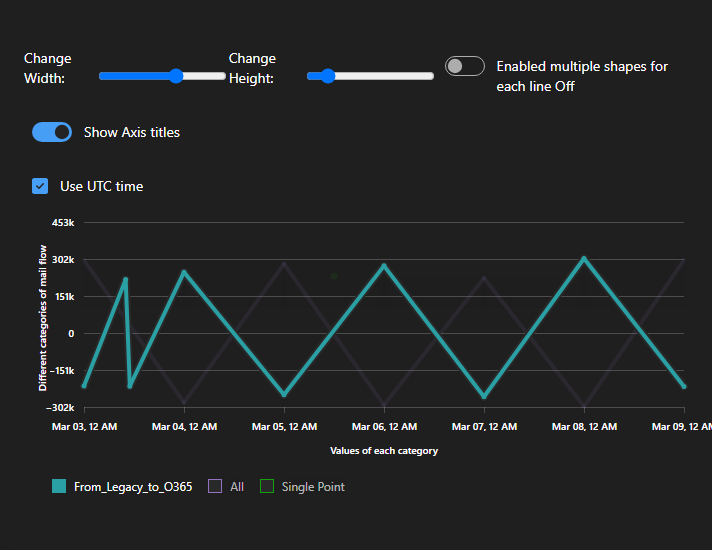 Change
Width:
Change
Height:
Enabled multiple shapes for
each line Off
Show Axis titles
Use UTC time
453k
302k
151k
0
−151k
−302k
Different categories of mail flow
Mar 03, 12 AM
Mar 04, 12 AM
Mar 05, 12 AM
Mar 06, 12 AM
Mar 07, 12 AM
Mar 08, 12 AM
Mar 09, 12 AM
Values of each category
From_Legacy_to_O365
All
Single Point